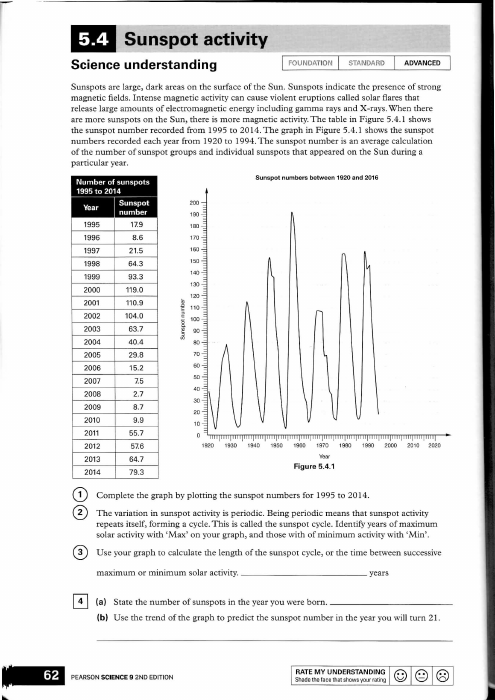 5.4 Sunspot activity
Science understanding
FOUNDATION STANDARD ADVANCED
Sunspots are large, dark areas on the surface of the Sun. Sunspots indicate the presence of strong
magnetic fields. Intense magnetic activity can cause violent eruptions called solar flares that
release large amounts of electromagnetic energy including gamma rays and X-rays. When there
are more sunspots on the Sun, there is more magnetic activity. The table in Figure 5.4.1 shows
the sunspot number recorded from 1995 to 2014. The graph in Figure 5.4.1 shows the sunspot
numbers recorded each year from 1920 to 1994. The sunspot number is an average calculation
of the number of sunspot groups and individual sunspots that appeared on the Sun during a
particular year.
Number of sunspots
1995 to 2014
Year Sunspot number
1995 17.9
1996 8.6
1997 21.5
1998 64.3
1999 93.3
2000 119.0
2001 110.9
2002 104.0
2003 63.7
2004 40.4
2005 29.8
2006 15.2
2007 7.5
2008 2.7
2009 8.7
2010 9.9
2011 55.7
2012 57.6
2013 64.7
2014 79.3
Sunspot numbers between 1920 and 2016
Sunspot number
200
190
180
170
160
150
140
130
120
110
100
90
80
70
60
50
40
30
20
10
0
1920 1930 1940 1950 1960 1970 1980 1990 2000 2010 2020
Year
Figure 5.4.1
1 Complete the graph by plotting the sunspot numbers for 1995 to 2014.
2 The variation in sunspot activity is periodic. Being periodic means that sunspot activity
repeats itself, forming a cycle. This is called the sunspot cycle. Identify years of maximum
solar activity with ‘Max’ on your graph, and those with of minimum activity with ‘Min’.
3 Use your graph to calculate the length of the sunspot cycle, or the time between successive
maximum or minimum solar activity. years
4 (a) State the number of sunspots in the year you were born.
(b) Use the trend of the graph to predict the sunspot number in the year you will turn 21.
62 PEARSON SCIENCE 9 2ND EDITION
RATE MY UNDERSTANDING
Shade the face that shows your rating